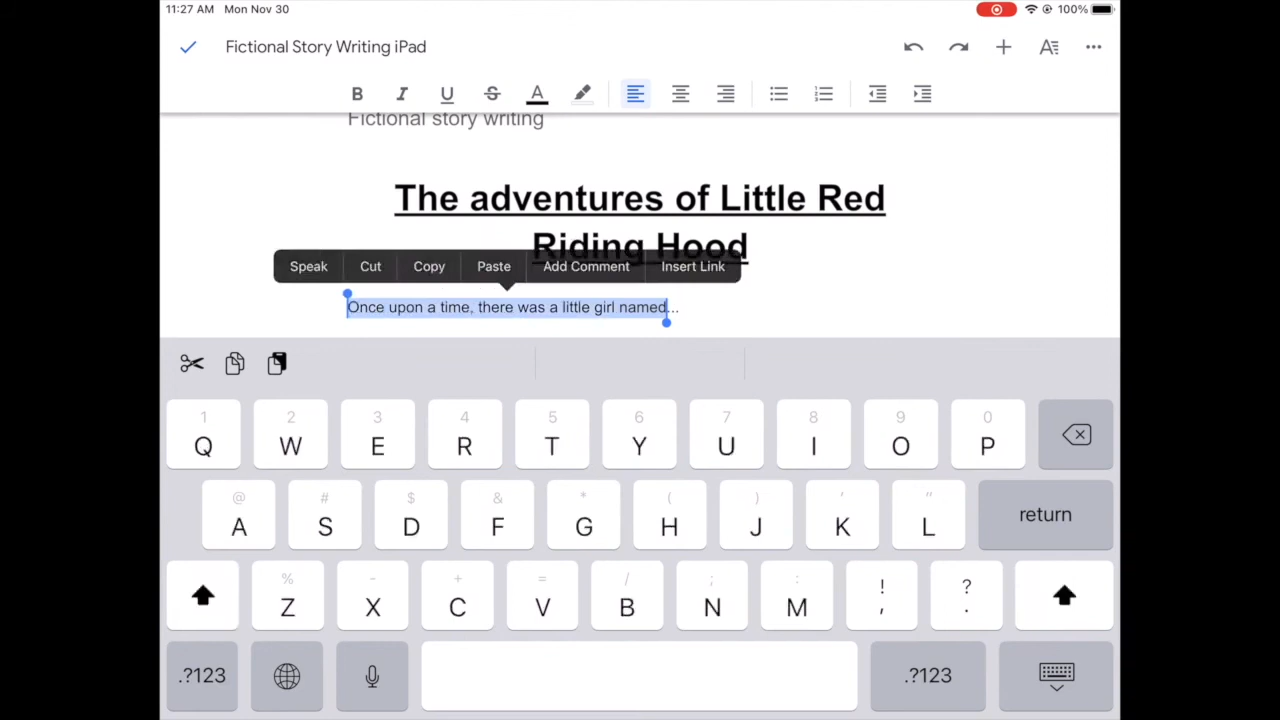 11:27 AM Mon Nov 30 100%
Fictional Story Writing iPad
B I U S A A
Fictional story writing
The adventures of Little Red
Riding Hood
Speak Cut Copy Paste Add Comment Insert Link
Once upon a time, there was a little girl named...
1 2 3 4 5 6 7 8 9 0
Q W E R T Y U I O P
@ # $ & * ( ) ' "
A S D F G H J K L return
% - + = / ; : ! ?
Z X C V B N M , .
.?123 .?123